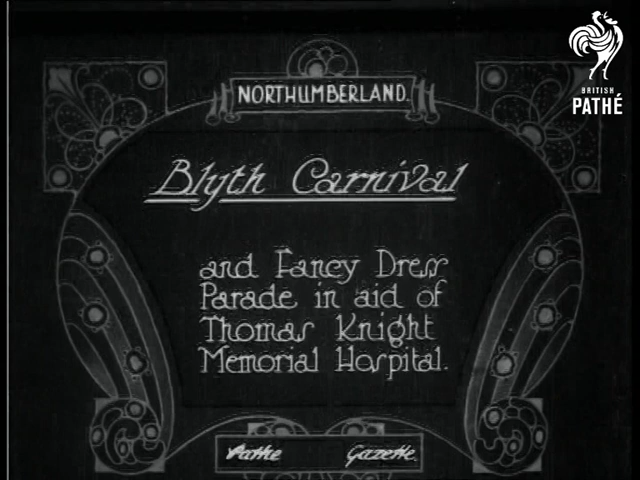 NORTHUMBERLAND.
BRITISH
PATHÉ
Blyth Carnival
and Fancy Dress
Parade in aid of
Thomas Knight
Memorial Hospital.
Pathe Gazette.